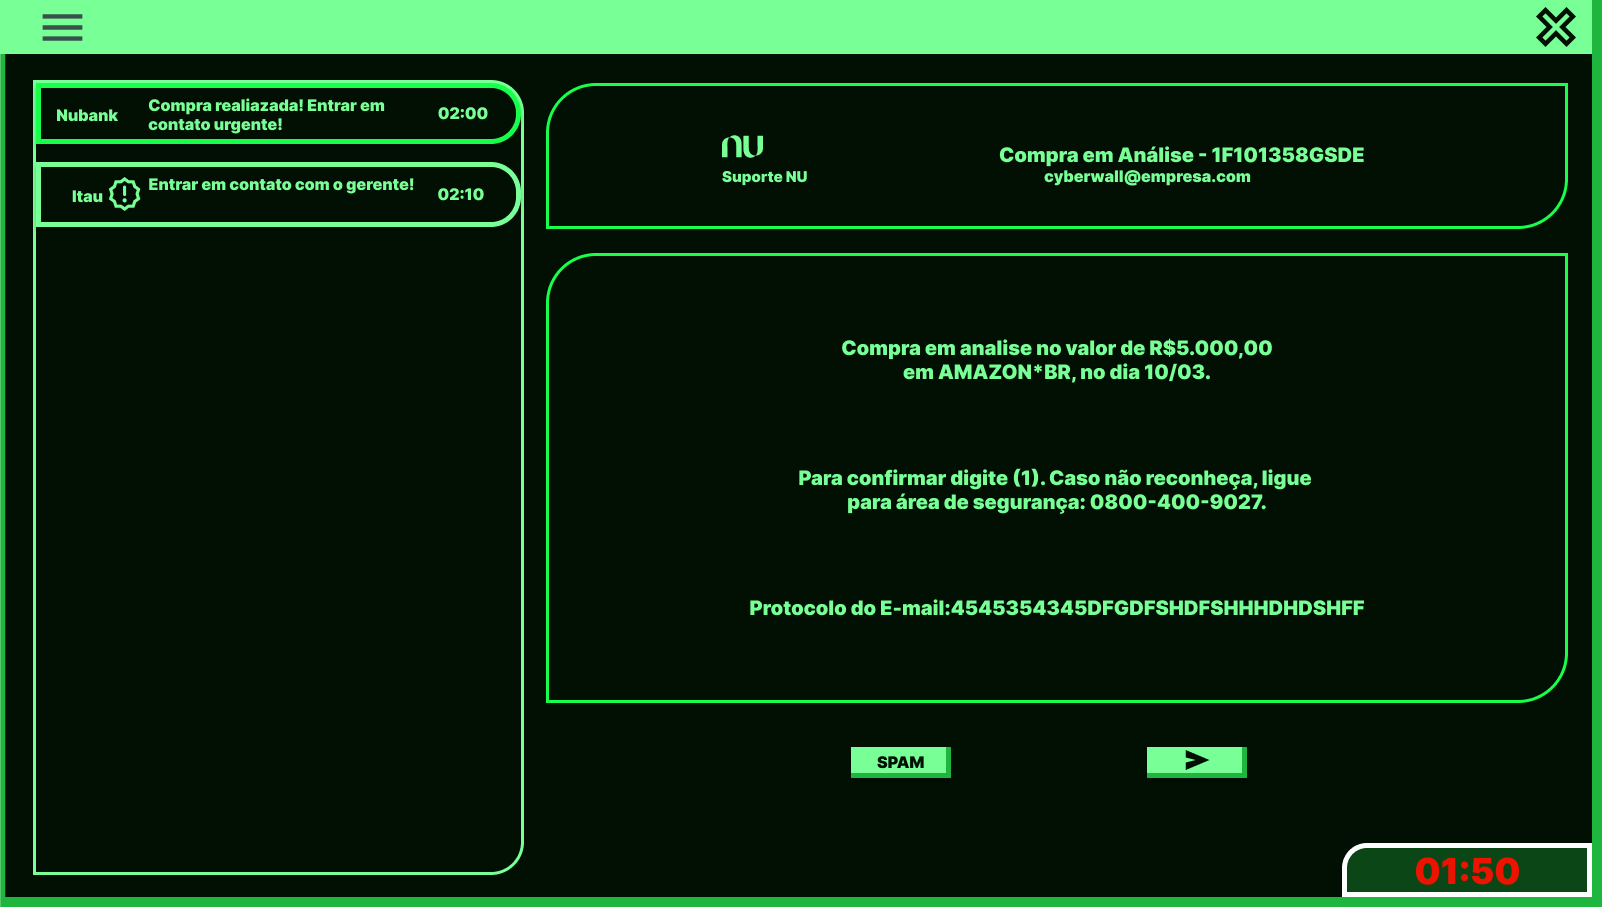 Nubank
Compra realiazada! Entrar em
contato urgente!
02:00
Itau
Entrar em contato com o gerente!
02:10
nu
Suporte NU
Compra em Análise - 1F101358GSDE
cyberwall@empresa.com
Compra em analise no valor de R$5.000,00
em AMAZON*BR, no dia 10/03.
Para confirmar digite (1). Caso não reconheça, ligue
para área de segurança: 0800-400-9027.
Protocolo do E-mail:4545354345DFGDFSHDFSHHHDHDSHFF
SPAM
01:50